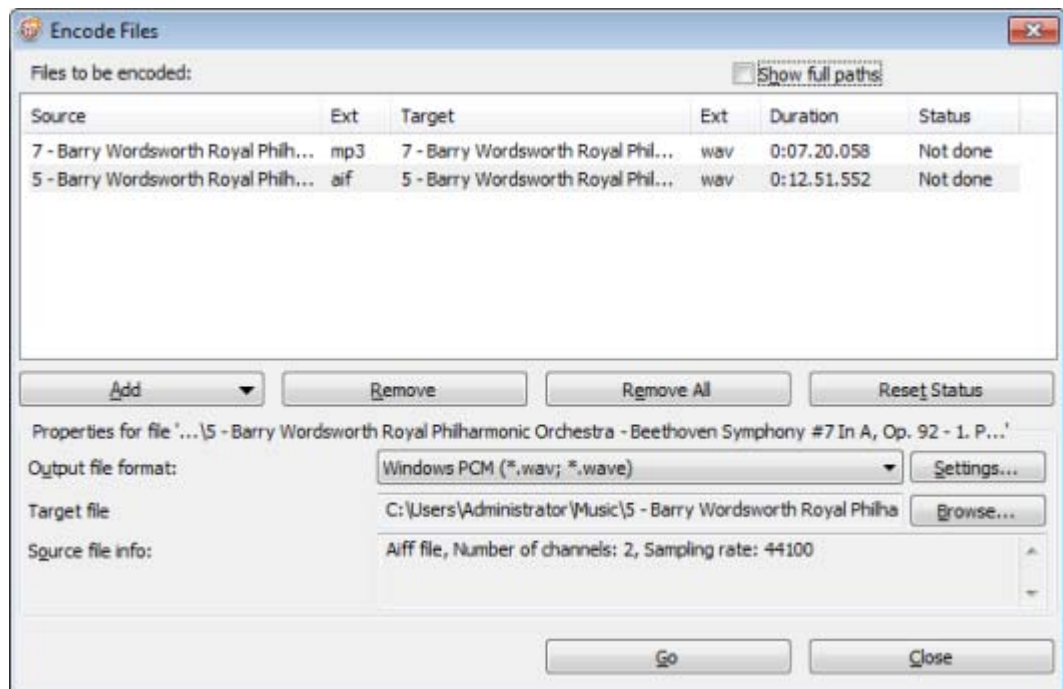 Encode Files
Files to be encoded: Show full paths
Source Ext Target Ext Duration Status
7 - Barry Wordsworth Royal Philh... mp3 7 - Barry Wordsworth Royal Phil... wav 0:07.20.058 Not done
5 - Barry Wordsworth Royal Philh... aif 5 - Barry Wordsworth Royal Phil... wav 0:12.51.552 Not done
Add Remove Remove All Reset Status
Properties for file '...\5 - Barry Wordsworth Royal Philharmonic Orchestra - Beethoven Symphony #7 In A, Op. 92 - 1. P...'
Output file format: Windows PCM (*.wav; *.wave) Settings...
Target file C:\Users\Administrator\Music\5 - Barry Wordsworth Royal Philha Browse...
Source file info: Aiff file, Number of channels: 2, Sampling rate: 44100
Go Close